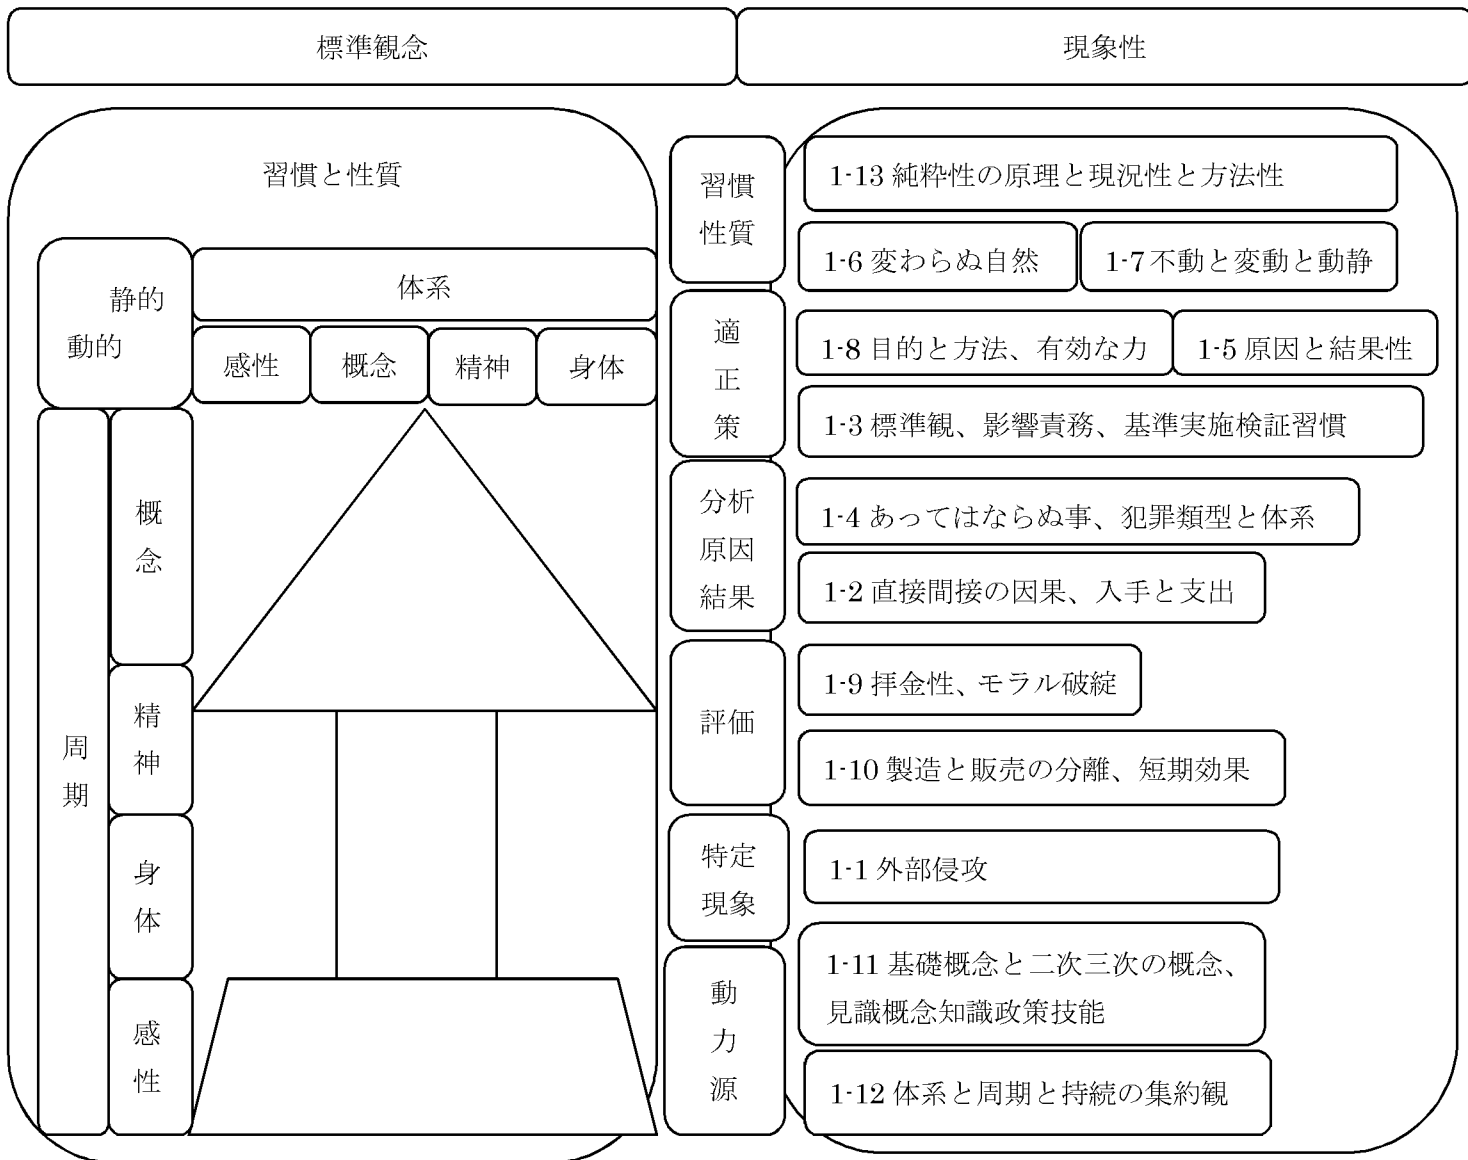 標準観念
現象性
習慣と性質
静的
動的
体系
感性
概念
精神
身体
周期
概念
精神
身体
感性
習慣
性質
1-13 純粋性の原理と現況性と方法性
1-6 変わらぬ自然
1-7 不動と変動と動静
適正策
1-8 目的と方法、有効な力
1-5 原因と結果性
1-3 標準観、影響責務、基準実施検証習慣
分析
原因
結果
1-4 あってはならぬ事、犯罪類型と体系
1-2 直接間接の因果、入手と支出
評価
1-9 拝金性、モラル破綻
1-10 製造と販売の分離、短期効果
特定
現象
1-1 外部侵攻
動力源
1-11 基礎概念と二次三次の概念、
見識概念知識政策技能
1-12 体系と周期と持続の集約観